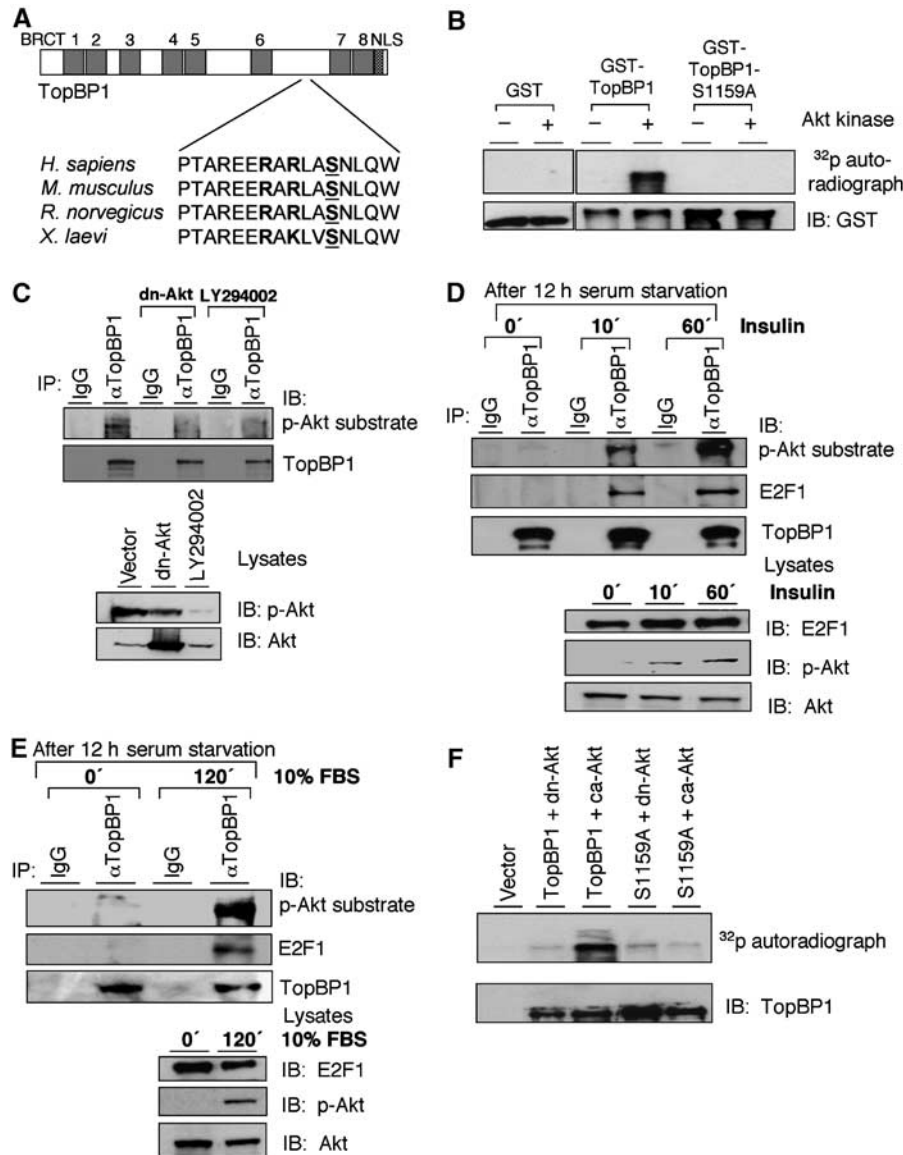 A
BRCT 1 2 3 4 5 6 7 8 NLS
TopBP1
H. sapiens PTAREERARLASNLQW
M. musculus PTAREERARLASNLQW
R. norvegicus PTAREERARLASNLQW
X. laevi PTAREERAKLVSNLQW
B
GST
GST-
TopBP1
GST-
TopBP1-
S1159A
– + – + – + Akt kinase
32p auto-
radiograph
IB: GST
C
dn-Akt LY294002
IP: IgG αTopBP1 IgG αTopBP1 IgG αTopBP1
IB:
p-Akt substrate
TopBP1
Vector dn-Akt LY294002
Lysates
IB: p-Akt
IB: Akt
D
After 12 h serum starvation
0´ 10´ 60´ Insulin
IP: IgG αTopBP1 IgG αTopBP1 IgG αTopBP1
IB:
p-Akt substrate
E2F1
TopBP1
Lysates
0´ 10´ 60´ Insulin
IB: E2F1
IB: p-Akt
IB: Akt
E
After 12 h serum starvation
0´ 120´ 10% FBS
IP: IgG αTopBP1 IgG αTopBP1
IB:
p-Akt substrate
E2F1
TopBP1
Lysates
0´ 120´ 10% FBS
IB: E2F1
IB: p-Akt
IB: Akt
F
Vector TopBP1 + dn-Akt TopBP1 + ca-Akt S1159A + dn-Akt S1159A + ca-Akt
32p autoradiograph
IB: TopBP1